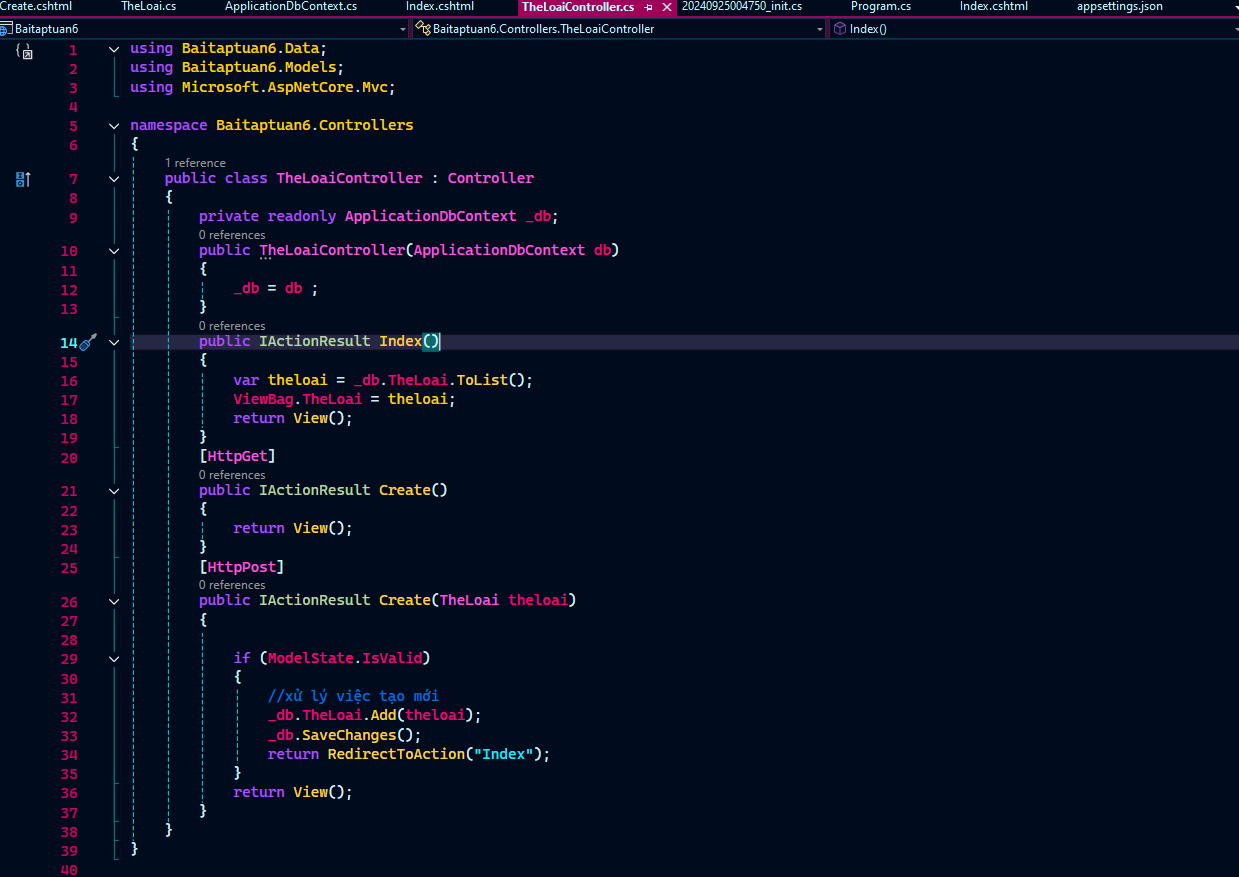 Create.cshtml TheLoai.cs ApplicationDbContext.cs Index.cshtml TheLoaiController.cs 20240925004750_init.cs Program.cs Index.cshtml appsettings.json
Baitaptuan6 Baitaptuan6.Controllers.TheLoaiController Index()
1 using Baitaptuan6.Data;
2 using Baitaptuan6.Models;
3 using Microsoft.AspNetCore.Mvc;
4
5 namespace Baitaptuan6.Controllers
6 {
1 reference
7 public class TheLoaiController : Controller
8 {
9 private readonly ApplicationDbContext _db;
0 references
10 public TheLoaiController(ApplicationDbContext db)
11 {
12 _db = db ;
13 }
0 references
14 public IActionResult Index()
15 {
16 var theloai = _db.TheLoai.ToList();
17 ViewBag.TheLoai = theloai;
18 return View();
19 }
20 [HttpGet]
0 references
21 public IActionResult Create()
22 {
23 return View();
24 }
25 [HttpPost]
0 references
26 public IActionResult Create(TheLoai theloai)
27 {
28
29 if (ModelState.IsValid)
30 {
31 //xử lý việc tạo mới
32 _db.TheLoai.Add(theloai);
33 _db.SaveChanges();
34 return RedirectToAction("Index");
35 }
36 return View();
37 }
38 }
39 }
40